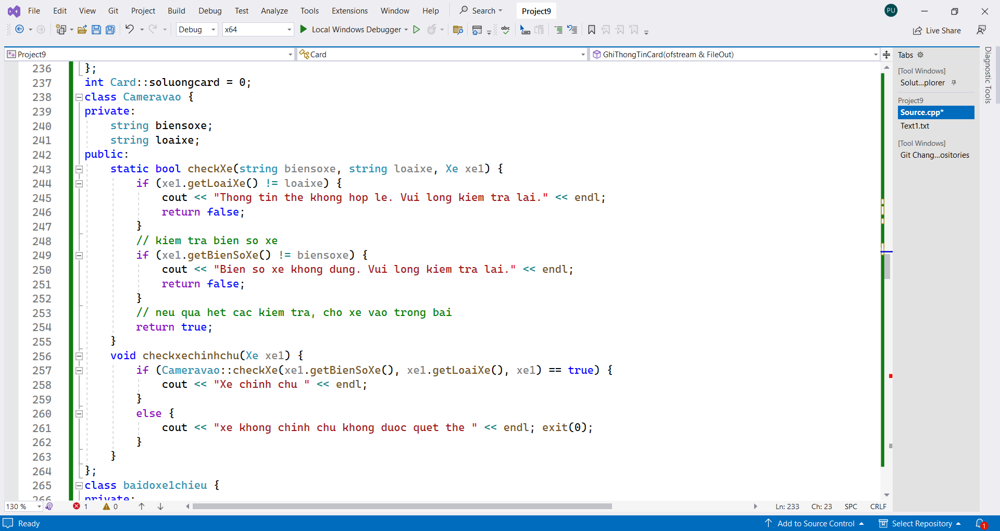 File Edit View Git Project Build Debug Test Analyze Tools Extensions Window Help Search Project9 PU
Debug x64 Local Windows Debugger abc Live Share
Project9 Card GhiThongTinCard(ofstream & FileOut)
236 };
237 int Card::soluongcard = 0;
238 class Cameravao {
239 private:
240 string biensoxe;
241 string loaixe;
242 public:
243 static bool checkXe(string biensoxe, string loaixe, Xe xe1) {
244 if (xe1.getLoaiXe() != loaixe) {
245 cout << "Thong tin the khong hop le. Vui long kiem tra lai." << endl;
246 return false;
247 }
248 // kiem tra bien so xe
249 if (xe1.getBienSoXe() != biensoxe) {
250 cout << "Bien so xe khong dung. Vui long kiem tra lai." << endl;
251 return false;
252 }
253 // neu qua het cac kiem tra, cho xe vao trong bai
254 return true;
255 }
256 void checkxechinhchu(Xe xe1) {
257 if (Cameravao::checkXe(xe1.getBienSoXe(), xe1.getLoaiXe(), xe1) == true) {
258 cout << "Xe chinh chu " << endl;
259 }
260 else {
261 cout << "xe khong chinh chu khong duoc quet the " << endl; exit(0);
262 }
263 }
264 };
265 class baidoxe1chieu {
266 private:
Tabs
[Tool Windows]
Solut...plorer
Project9
Source.cpp*
Text1.txt
[Tool Windows]
Git Chang...ositories
Diagnostic Tools
130 % 1 0 Ln: 233 Ch: 23 SPC CRLF
Ready Add to Source Control Select Repository 1